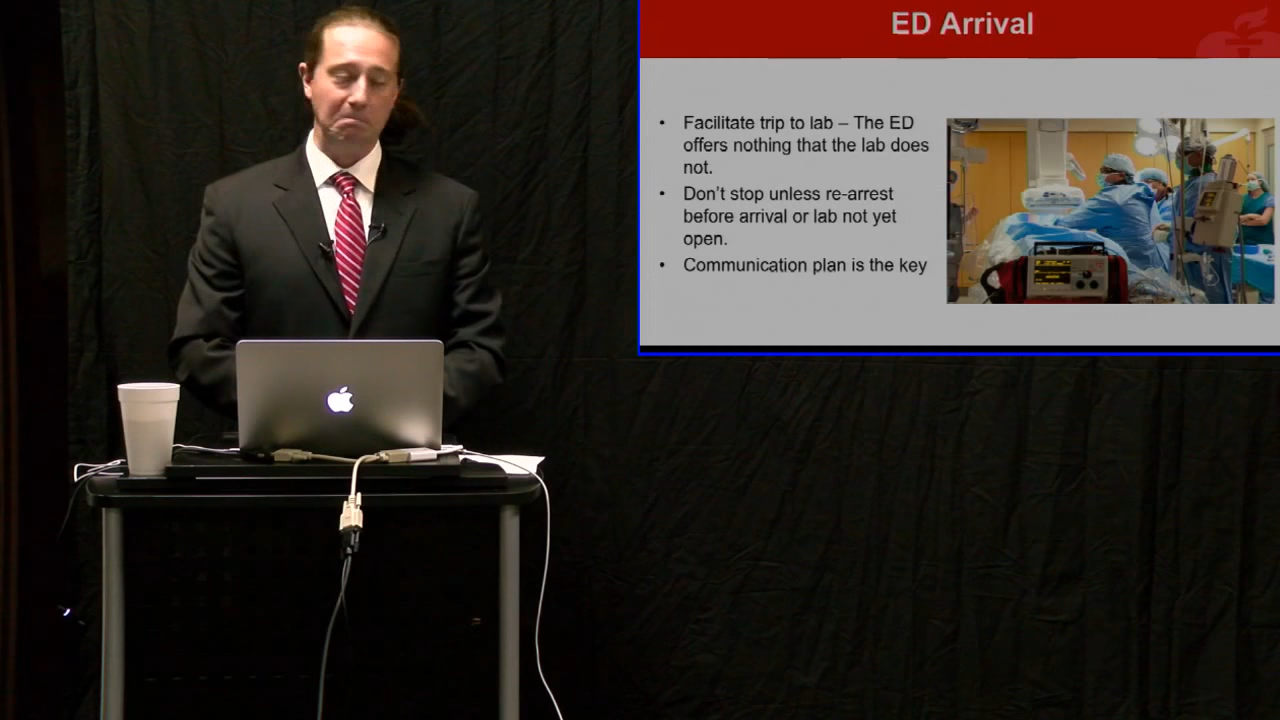 ED Arrival
• Facilitate trip to lab – The ED
offers nothing that the lab does
not.
• Don't stop unless re-arrest
before arrival or lab not yet
open.
• Communication plan is the key